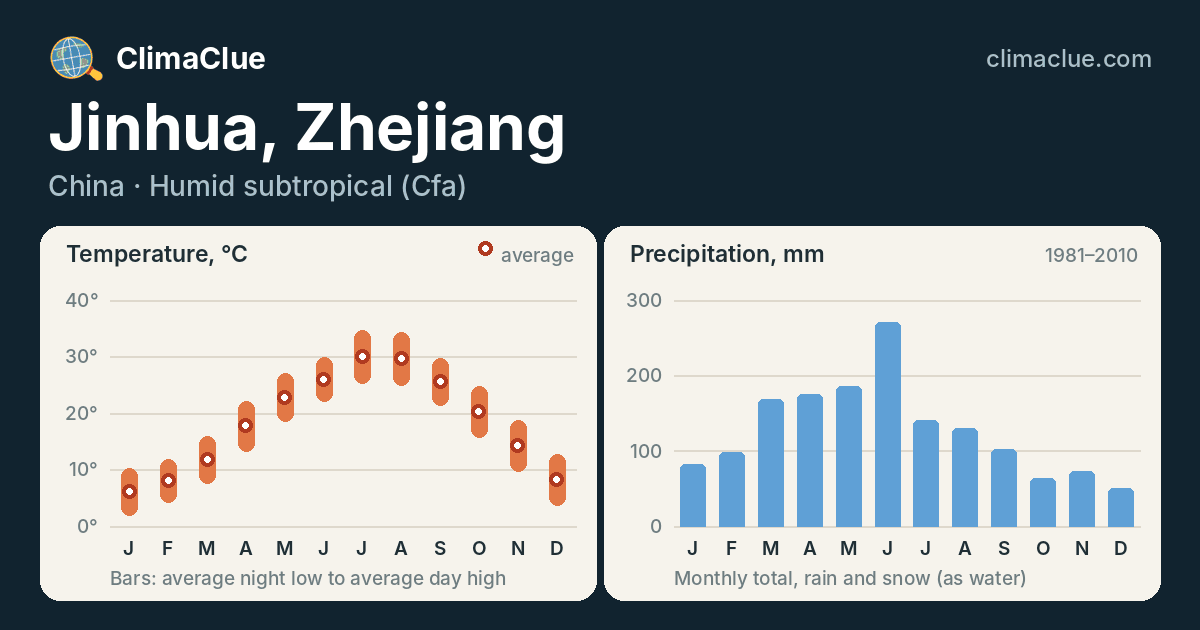 ClimaClue
climaclue.com
Jinhua, Zhejiang
China · Humid subtropical (Cfa)
Temperature, °C
average
40°
30°
20°
10°
0°
J F M A M J J A S O N D
Bars: average night low to average day high
Precipitation, mm
1981–2010
300
200
100
0
J F M A M J J A S O N D
Monthly total, rain and snow (as water)